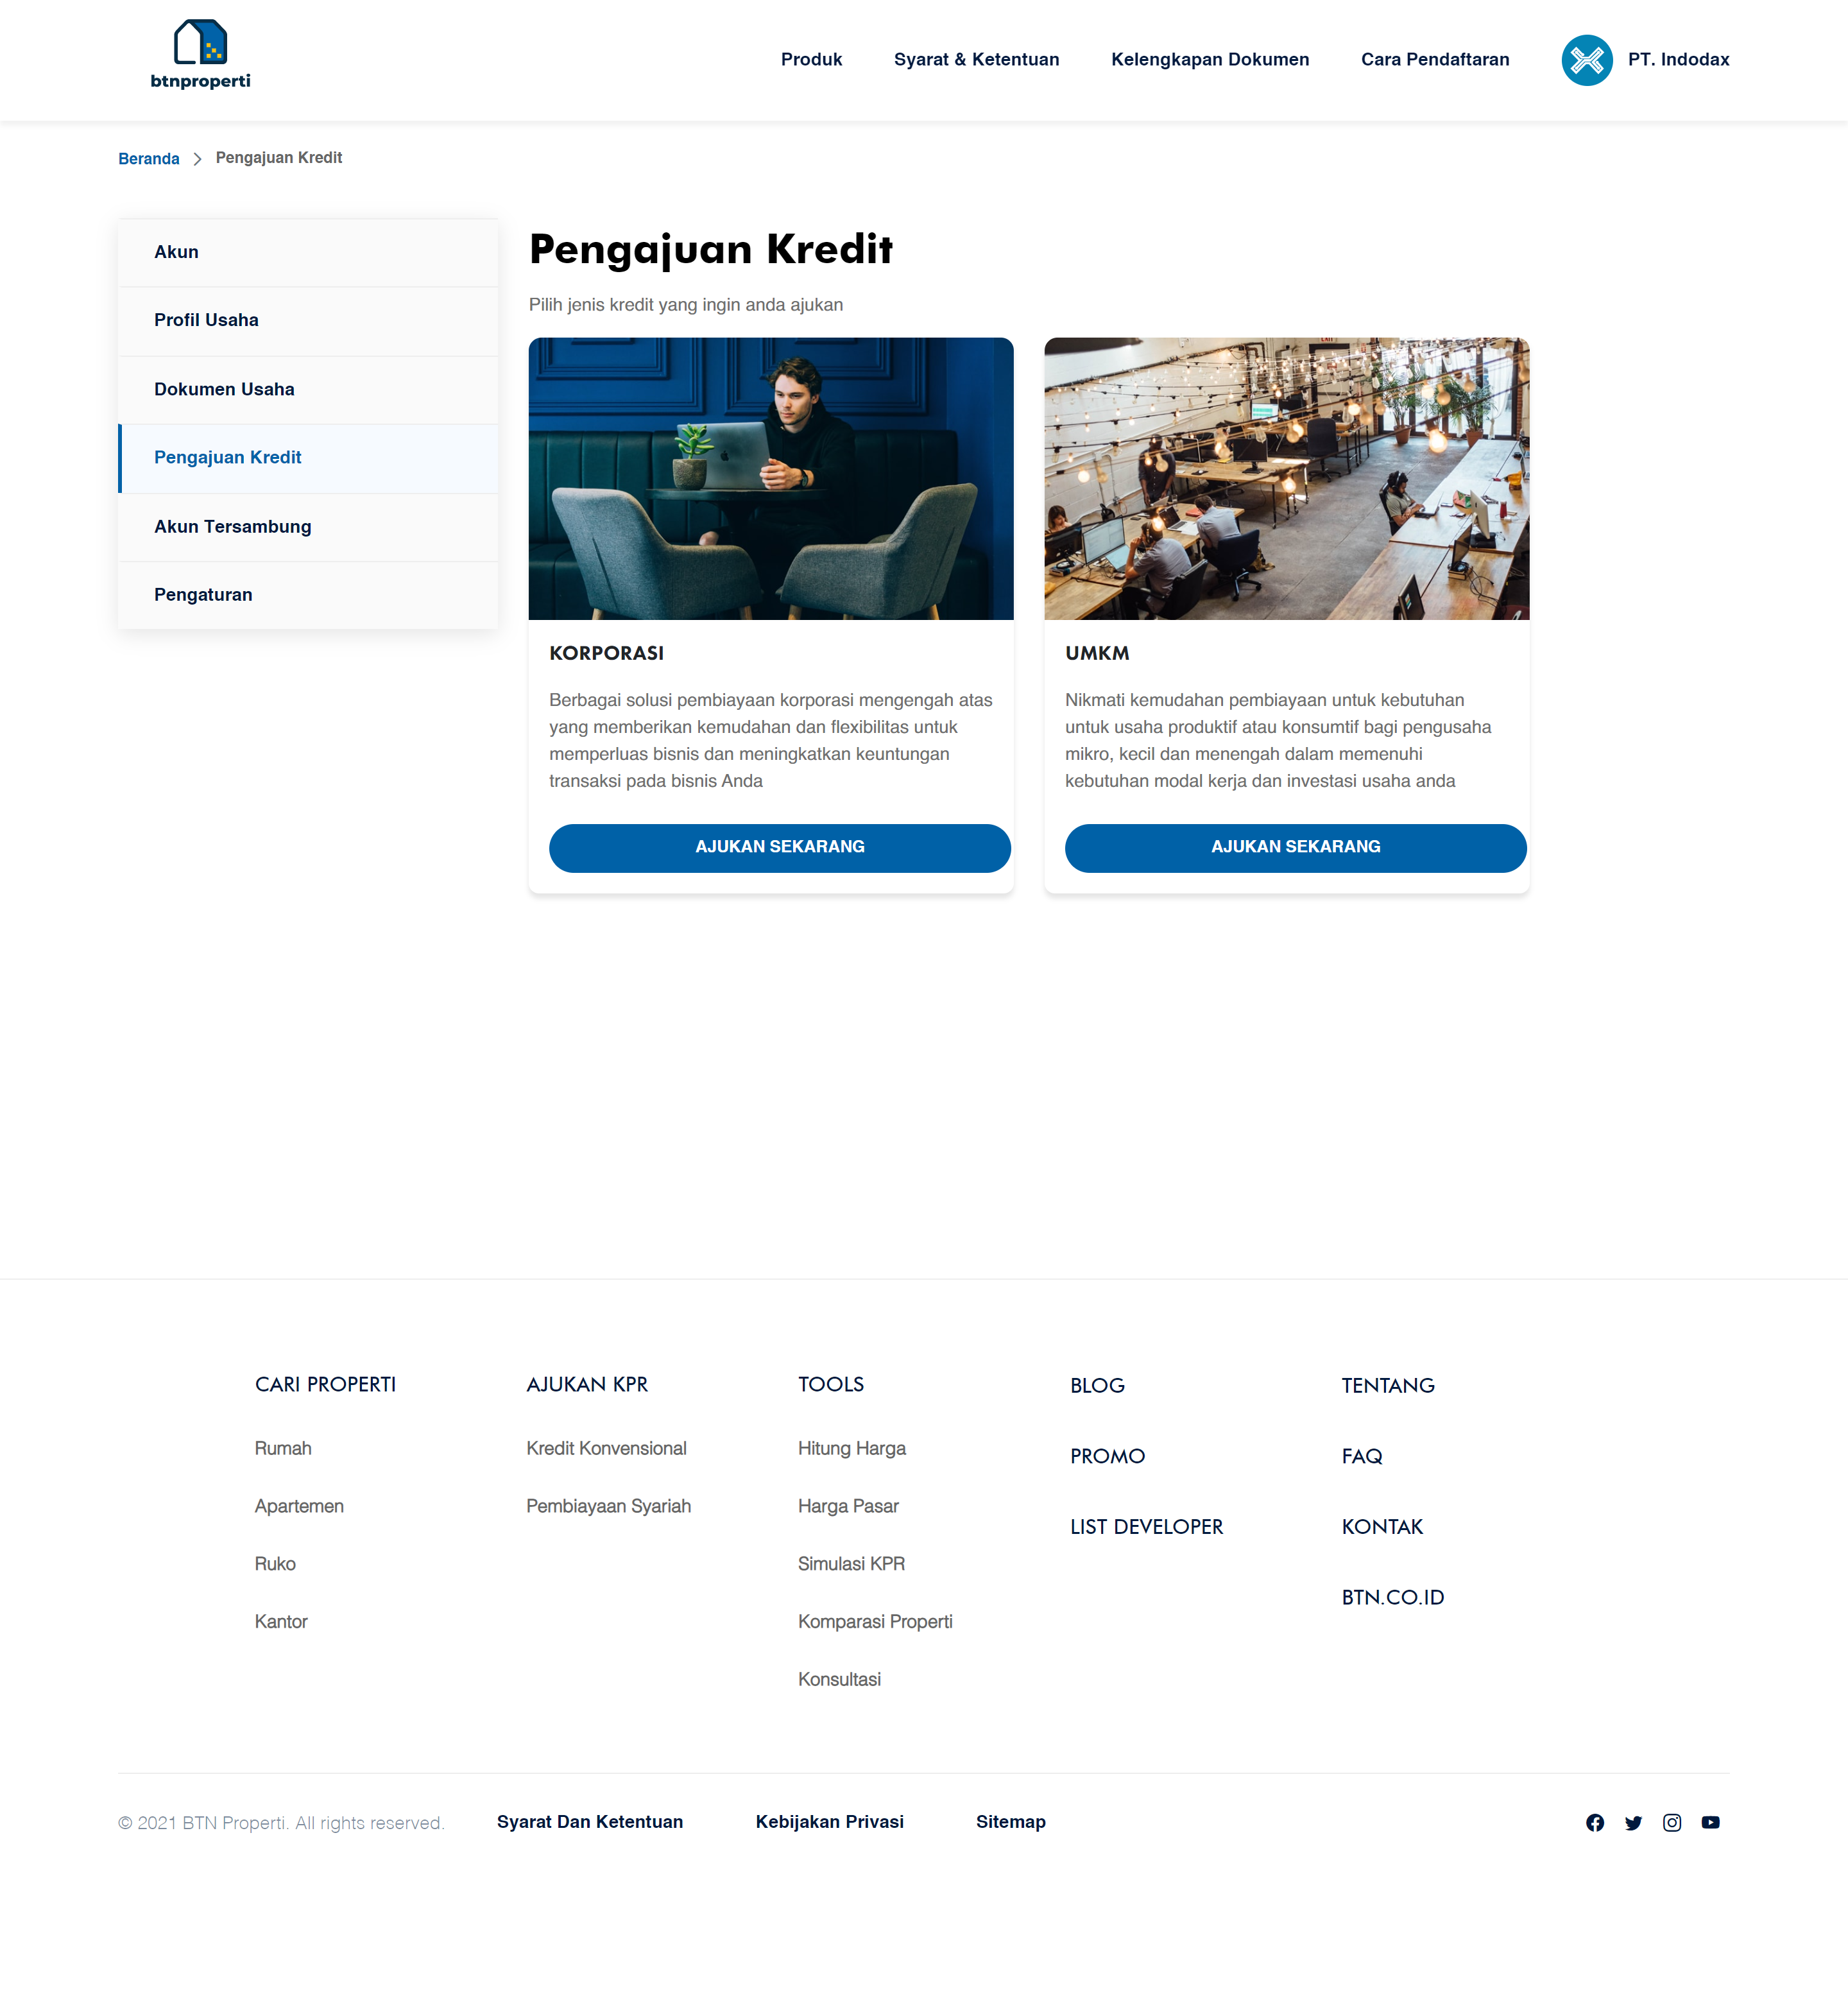 btnproperti
Produk
Syarat & Ketentuan
Kelengkapan Dokumen
Cara Pendaftaran
PT. Indodax
Beranda
Pengajuan Kredit
Akun
Profil Usaha
Dokumen Usaha
Pengajuan Kredit
Akun Tersambung
Pengaturan
Pengajuan Kredit
Pilih jenis kredit yang ingin anda ajukan
KORPORASI
Berbagai solusi pembiayaan korporasi mengengah atas
yang memberikan kemudahan dan flexibilitas untuk
memperluas bisnis dan meningkatkan keuntungan
transaksi pada bisnis Anda
AJUKAN SEKARANG
EXIT
UMKM
Nikmati kemudahan pembiayaan untuk kebutuhan
untuk usaha produktif atau konsumtif bagi pengusaha
mikro, kecil dan menengah dalam memenuhi
kebutuhan modal kerja dan investasi usaha anda
AJUKAN SEKARANG
CARI PROPERTI
Rumah
Apartemen
Ruko
Kantor
AJUKAN KPR
Kredit Konvensional
Pembiayaan Syariah
TOOLS
Hitung Harga
Harga Pasar
Simulasi KPR
Komparasi Properti
Konsultasi
BLOG
PROMO
LIST DEVELOPER
TENTANG
FAQ
KONTAK
BTN.CO.ID
© 2021 BTN Properti. All rights reserved.
Syarat Dan Ketentuan
Kebijakan Privasi
Sitemap